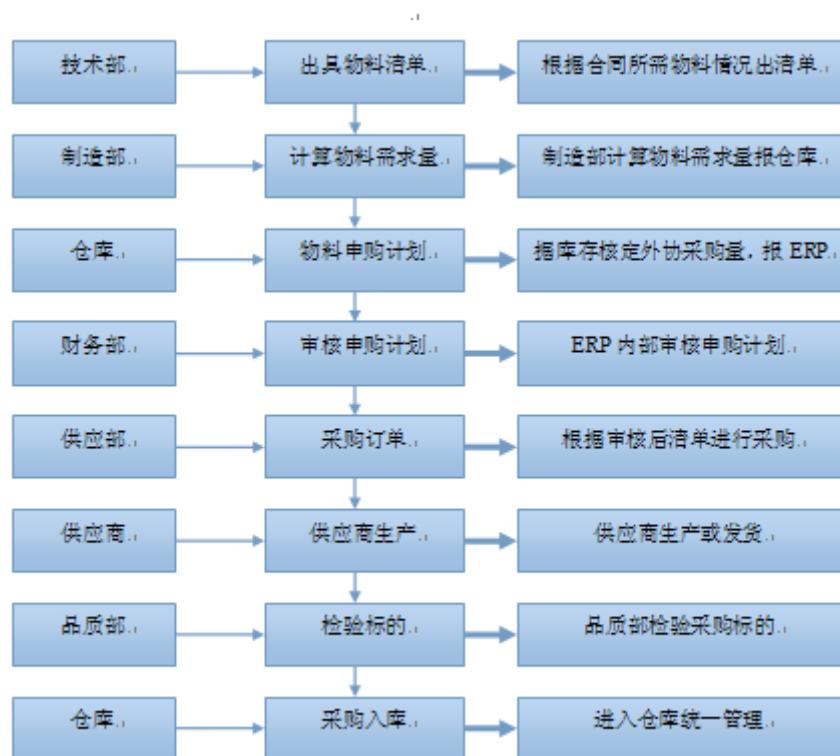 技术部
出具物料清单
根据合同所需物料情况出清单
制造部
计算物料需求量
制造部计算物料需求量报仓库
仓库
物料申购计划
据库存核定外协采购量，报 ERP
财务部
审核申购计划
ERP 内部审核申购计划
供应部
采购订单
根据审核后清单进行采购
供应商
供应商生产
供应商生产或发货
品质部
检验标的
品质部检验采购标的
仓库
采购入库
进入仓库统一管理